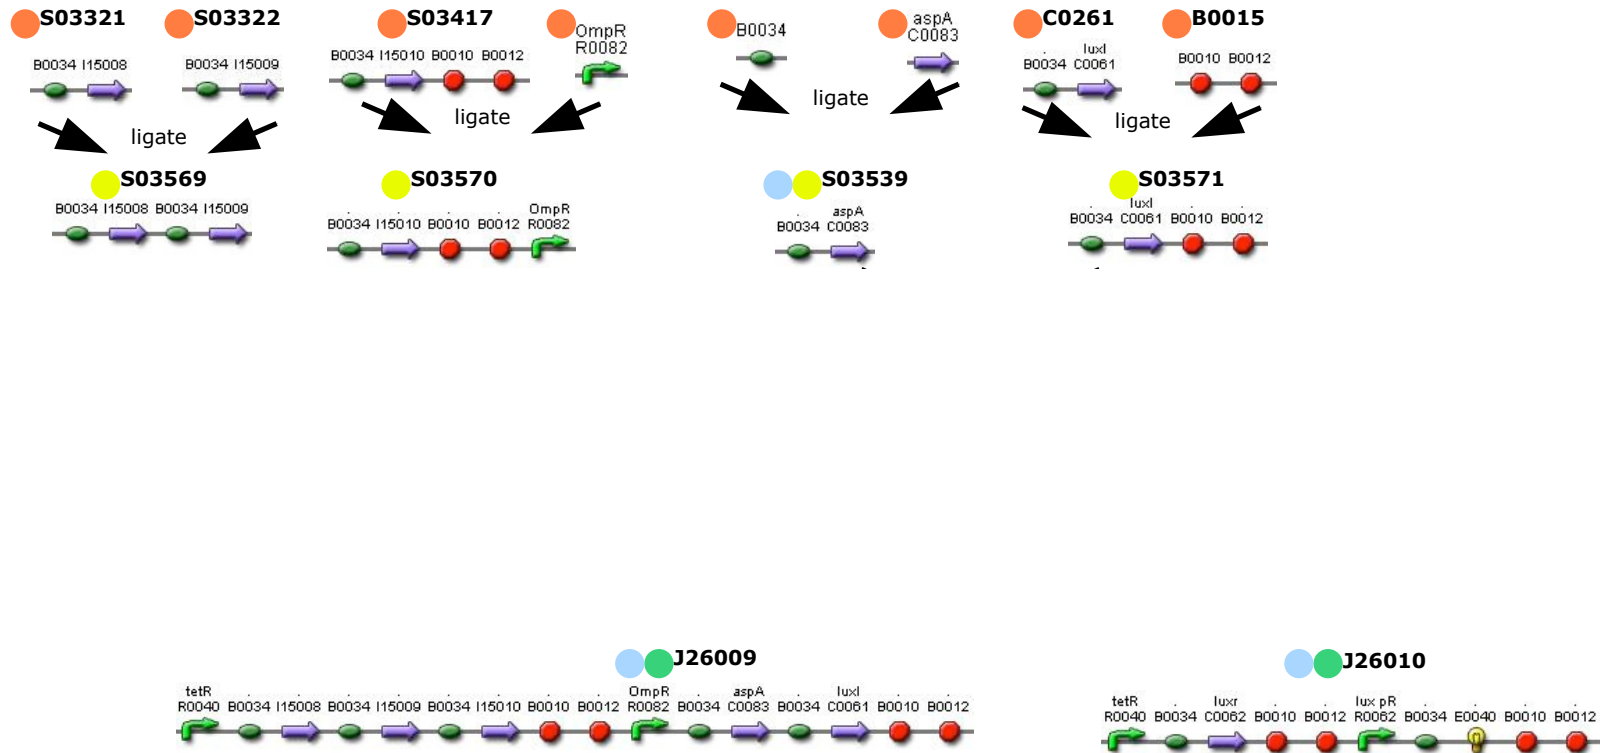 S03321 S03322 S03417 OmpR R0082 B0034 aspA C0083 C0261 B0015
B0034 I15008 B0034 I15009 B0034 I15010 B0010 B0012 B0034 luxI C0061 B0010 B0012
ligate ligate ligate ligate
S03569 S03570 S03539 S03571
B0034 I15008 B0034 I15009
B0034 I15010 B0010 B0012 OmpR R0082
aspA
B0034 C0083
luxI
B0034 C0061 B0010 B0012
J26009 J26010
tetR OmpR aspA luxI
R0040 B0034 I15008 B0034 I15009 B0034 I15010 B0010 B0012 R0082 B0034 C0083 B0034 C0061 B0010 B0012
tetR luxr lux pR
R0040 B0034 C0062 B0010 B0012 R0062 B0034 E0040 B0010 B0012